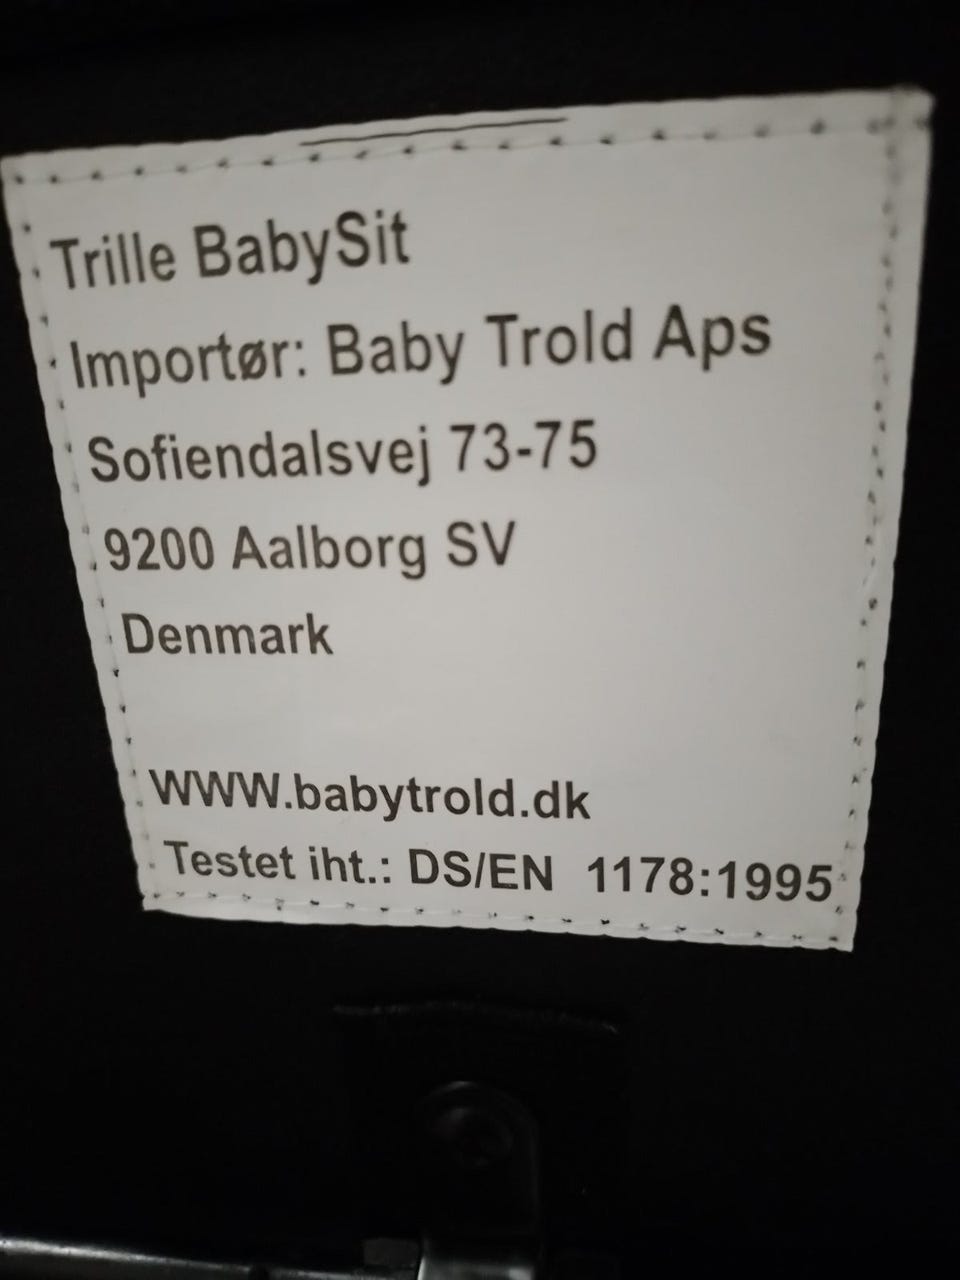 Trille BabySit
Importør: Baby Trold Aps
Sofiendalsvej 73-75
9200 Aalborg SV
Denmark
WWW.babytrold.dk
Testet iht.: DS/EN 1178:1995